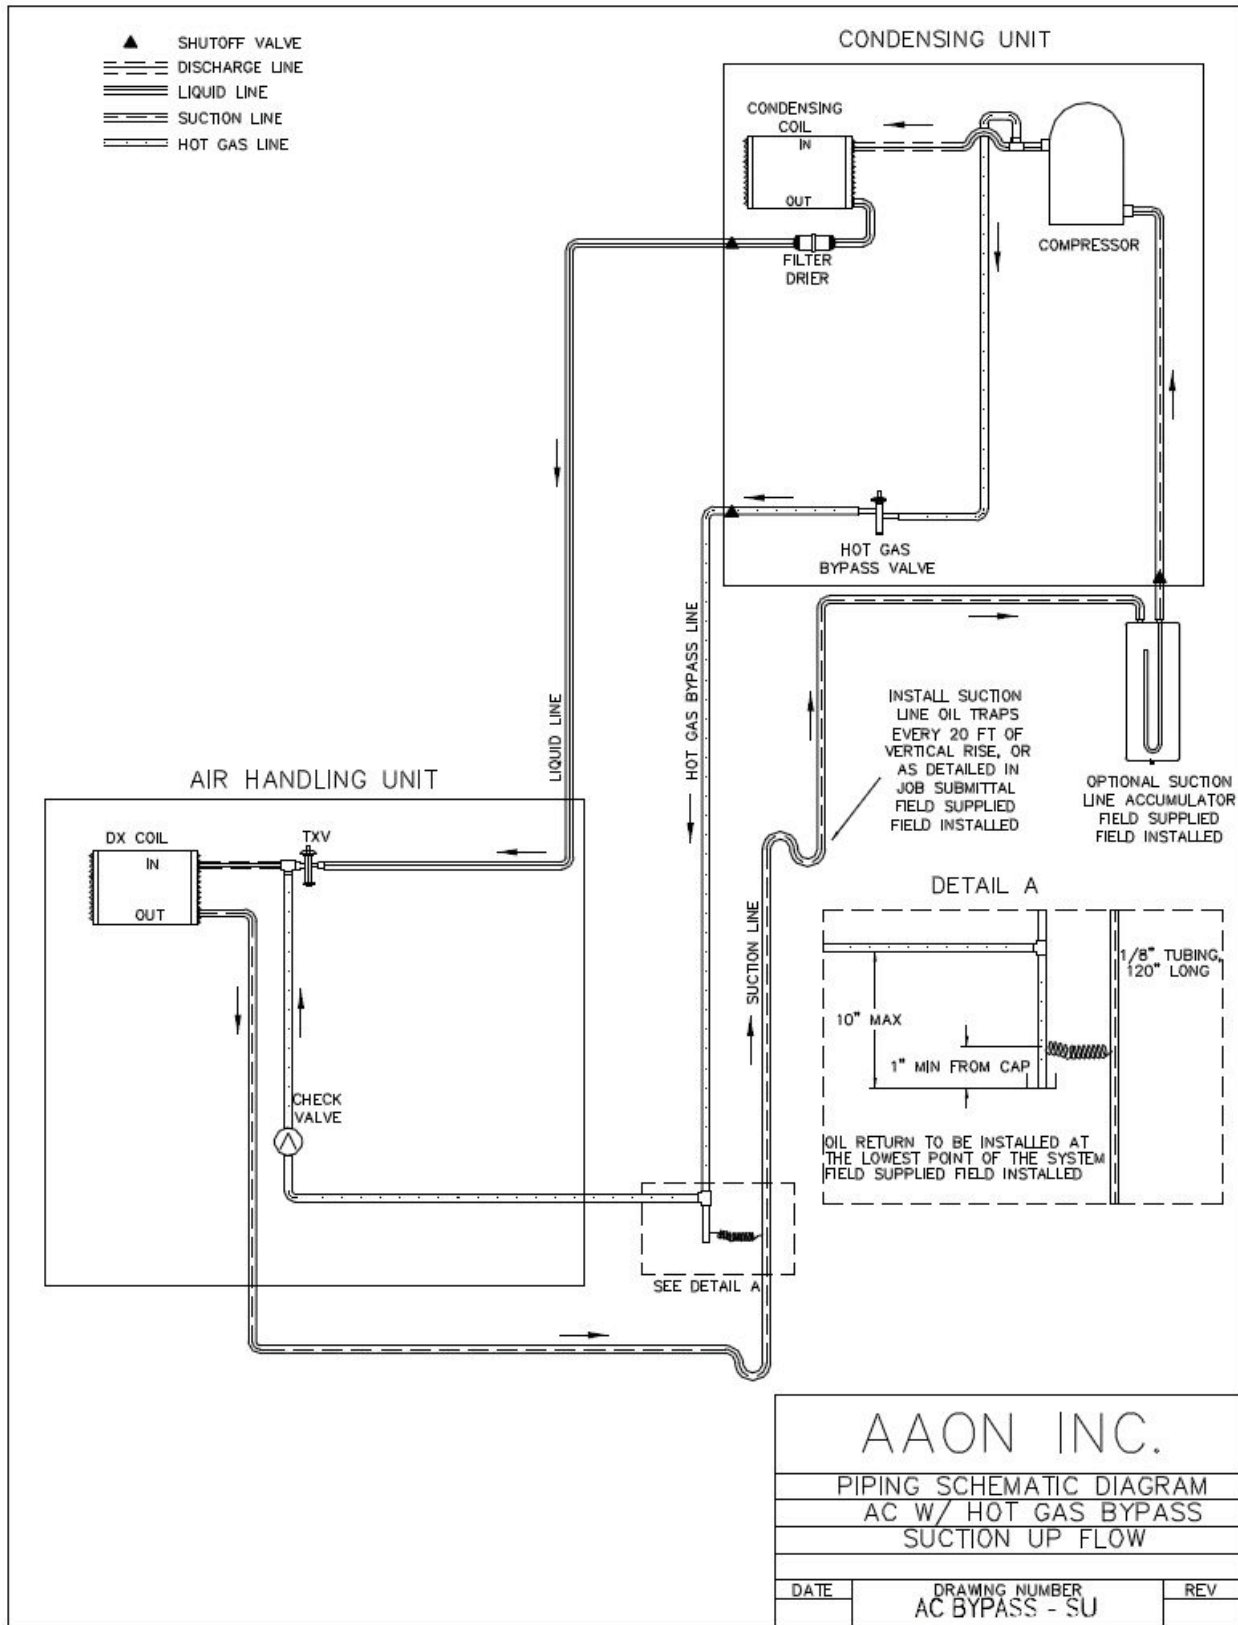 SHUTOFF VALVE
DISCHARGE LINE
LIQUID LINE
SUCTION LINE
HOT GAS LINE
CONDENSING UNIT
CONDENSING
COIL
IN
OUT
FILTER
DRIER
COMPRESSOR
HOT GAS
BYPASS VALVE
LIQUID LINE
HOT GAS BYPASS LINE
INSTALL SUCTION
LINE OIL TRAPS
EVERY 20 FT OF
VERTICAL RISE, OR
AS DETAILED IN
JOB SUBMITTAL
FIELD SUPPLIED
FIELD INSTALLED
OPTIONAL SUCTION
LINE ACCUMULATOR
FIELD SUPPLIED
FIELD INSTALLED
AIR HANDLING UNIT
DX COIL
IN
OUT
TXV
CHECK
VALVE
SUCTION LINE
SEE DETAIL A
DETAIL A
1/8" TUBING,
120" LONG
10" MAX
1" MIN FROM CAP
OIL RETURN TO BE INSTALLED AT
THE LOWEST POINT OF THE SYSTEM
FIELD SUPPLIED FIELD INSTALLED
AAON INC.
PIPING SCHEMATIC DIAGRAM
AC W/ HOT GAS BYPASS
SUCTION UP FLOW
DATE
DRAWING NUMBER
AC BYPASS - SU
REV